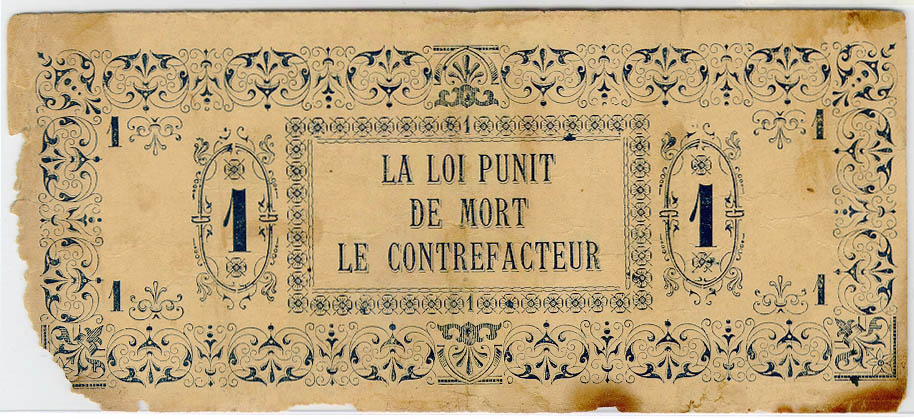 1
1 1
1 1
LA LOI PUNIT
DE MORT
LE CONTREFACTEUR
1 1
1